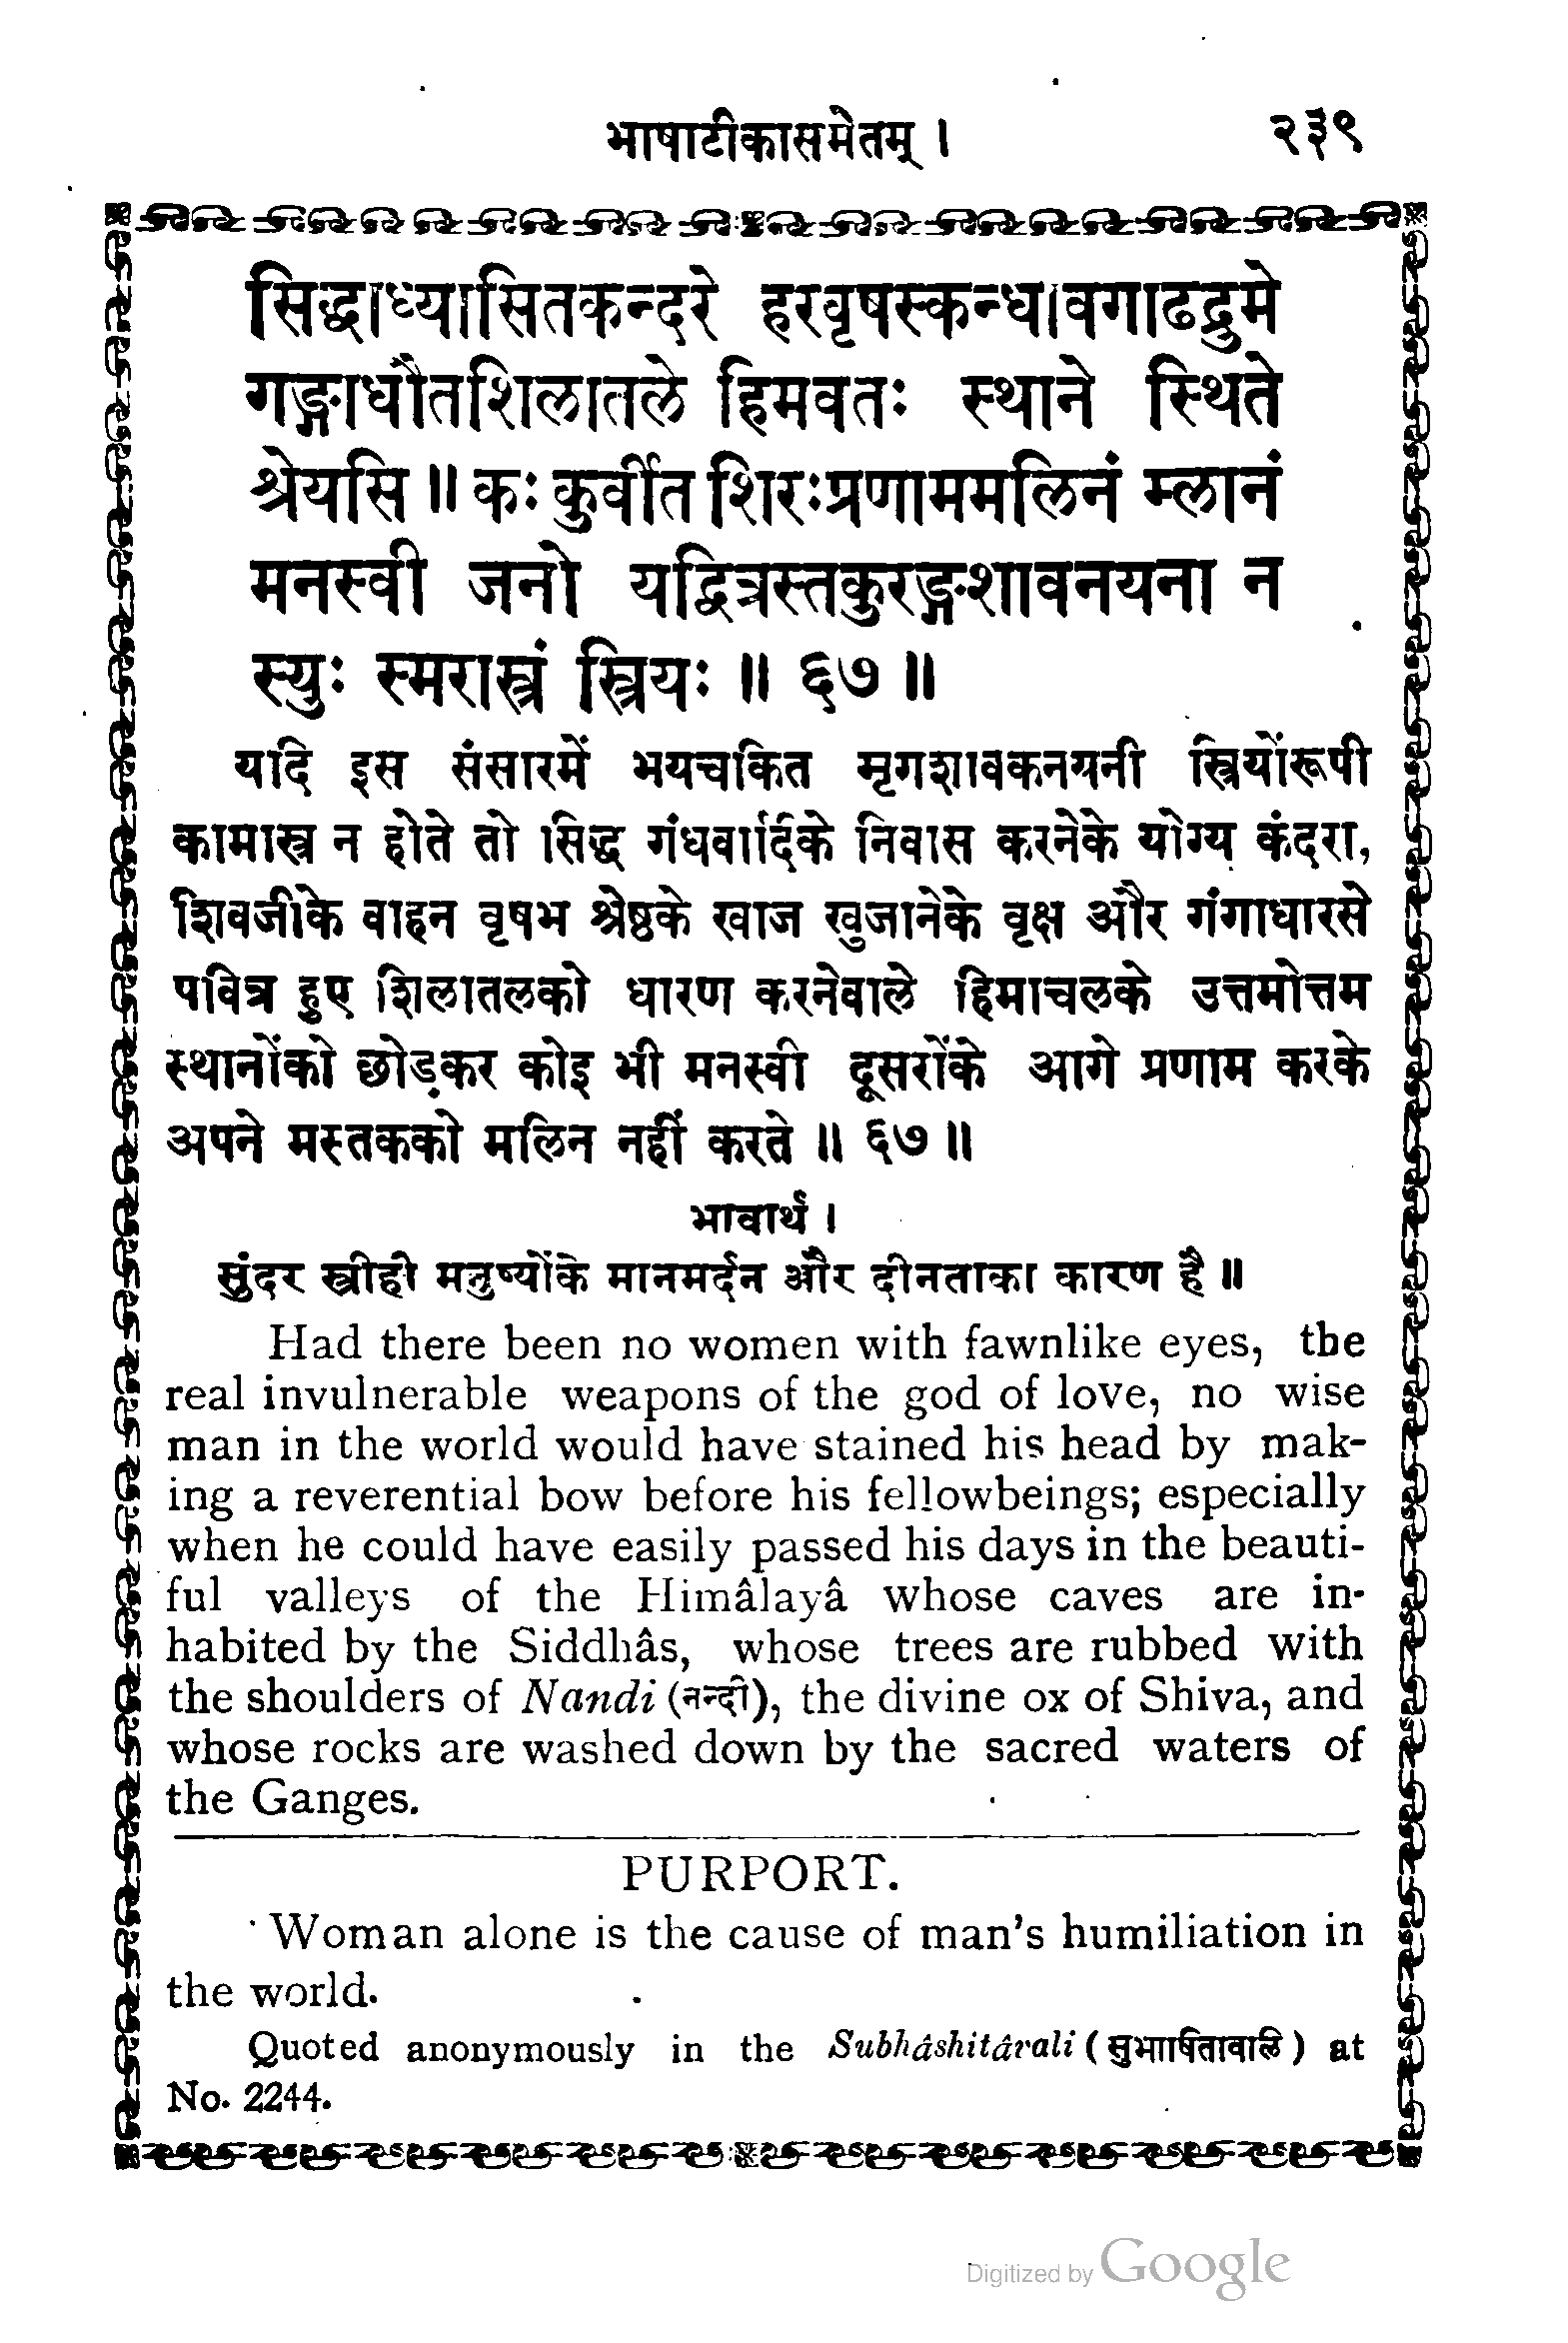 भाषाटीकासमेतम् । २३९
सिद्धाध्यासितकन्दरे हरवृषस्कन्धावगाढद्रुमे
गङ्गाधौतशिलातले हिमवतः स्थाने स्थिते
श्रेयसि ॥ कः कुर्वीत शिरःप्रणाममलिनं म्लानं
मनस्वी जनो यद्वित्रस्तकुरङ्गशावनयना न
स्युः स्मरास्त्रं स्त्रियः ॥ ६७ ॥
यदि इस संसारमें भयचकित मृगशावकनयनी स्त्रियोंरूपी
कामास्त्र न होते तो सिद्ध गंधर्वादिके निवास करनेके योग्य कंदरा,
शिवजीके वाहन वृषभ श्रेष्ठके खाज खुजानेके वृक्ष और गंगाधारसे
पवित्र हुए शिलातलको धारण करनेवाले हिमाचलके उत्तमोत्तम
स्थानोंको छोड़कर कोइ भी मनस्वी दूसरोंके आगे प्रणाम करके
अपने मस्तकको मलिन नहीं करते ॥ ६७ ॥
भावार्थ ।
सुंदर स्त्रीही मनुष्योंके मानमर्दन और दीनताका कारण है ॥
Had there been no women with fawnlike eyes, the
real invulnerable weapons of the god of love, no wise
man in the world would have stained his head by mak-
ing a reverential bow before his fellowbeings; especially
when he could have easily passed his days in the beauti-
ful valleys of the Himâlayâ whose caves are in-
habited by the Siddhâs, whose trees are rubbed with
the shoulders of Nandi (नन्दी), the divine ox of Shiva, and
whose rocks are washed down by the sacred waters of
the Ganges.
PURPORT.
Woman alone is the cause of man's humiliation in
the world.
Quoted anonymously in the Subhâshitârali (सुभाषितावलि) at
No. 2244.
Digitized by Google